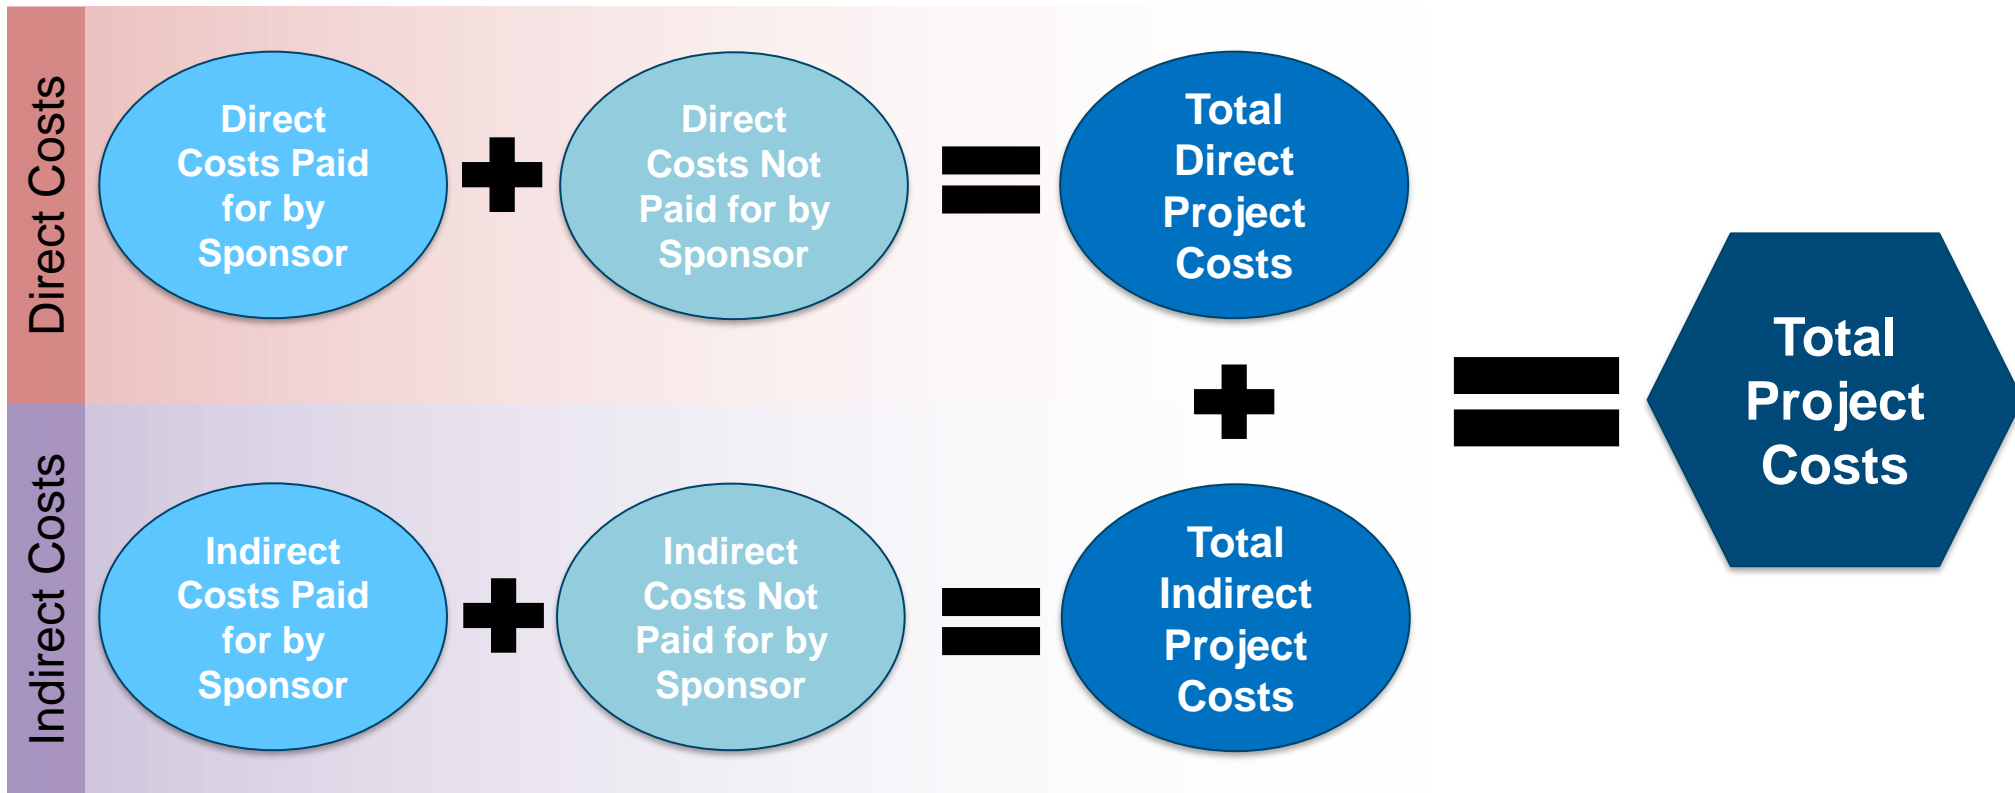 Direct Costs
Direct
Costs Paid
for by
Sponsor
Direct
Costs Not
Paid for by
Sponsor
Total
Direct
Project
Costs
Indirect Costs
Indirect
Costs Paid
for by
Sponsor
Indirect
Costs Not
Paid for by
Sponsor
Total
Indirect
Project
Costs
Total
Project
Costs